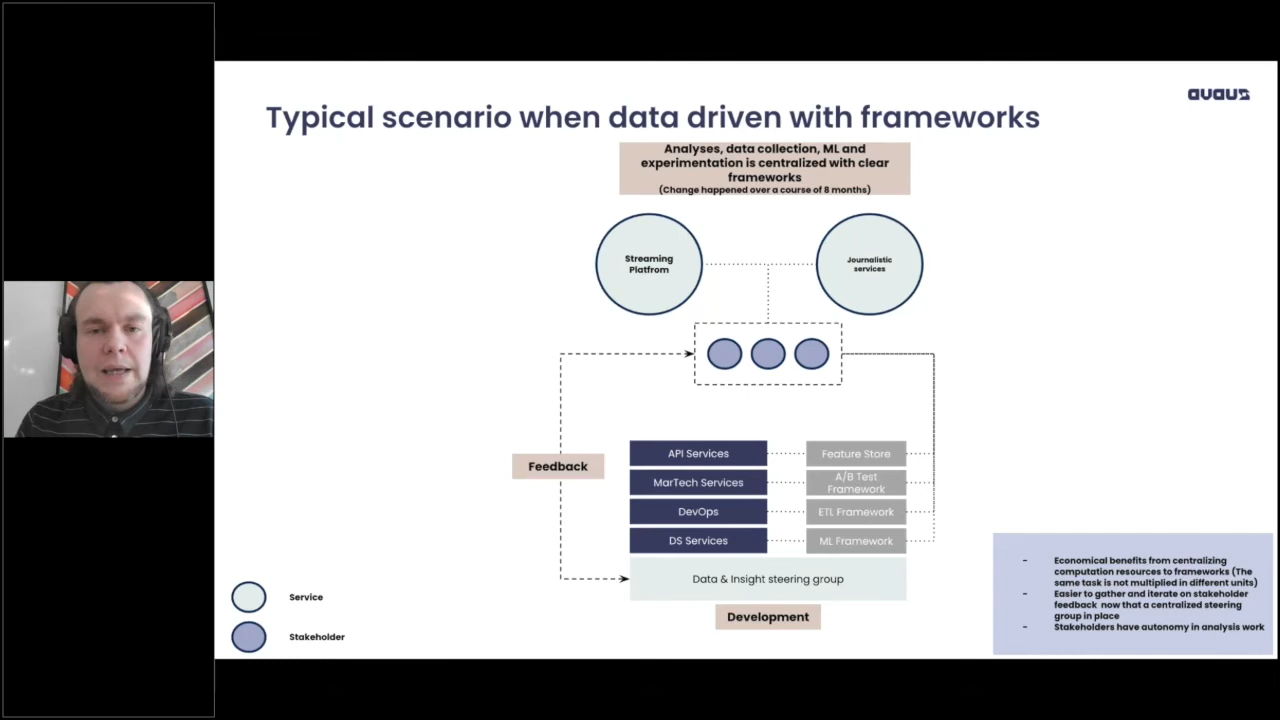 avaus
Typical scenario when data driven with frameworks
Analyses, data collection, ML and
experimentation is centralized with clear
frameworks
(Change happened over a course of 8 months)
Streaming
Platfrom
Journalistic
services
Feedback
API Services
Feature Store
MarTech Services
A/B Test
Framework
DevOps
ETL Framework
DS Services
ML Framework
Data & Insight steering group
Development
Service
Stakeholder
- Economical benefits from centralizing
computation resources to frameworks (The
same task is not multiplied in different units)
- Easier to gather and iterate on stakeholder
feedback now that a centralized steering
group in place
- Stakeholders have autonomy in analysis work